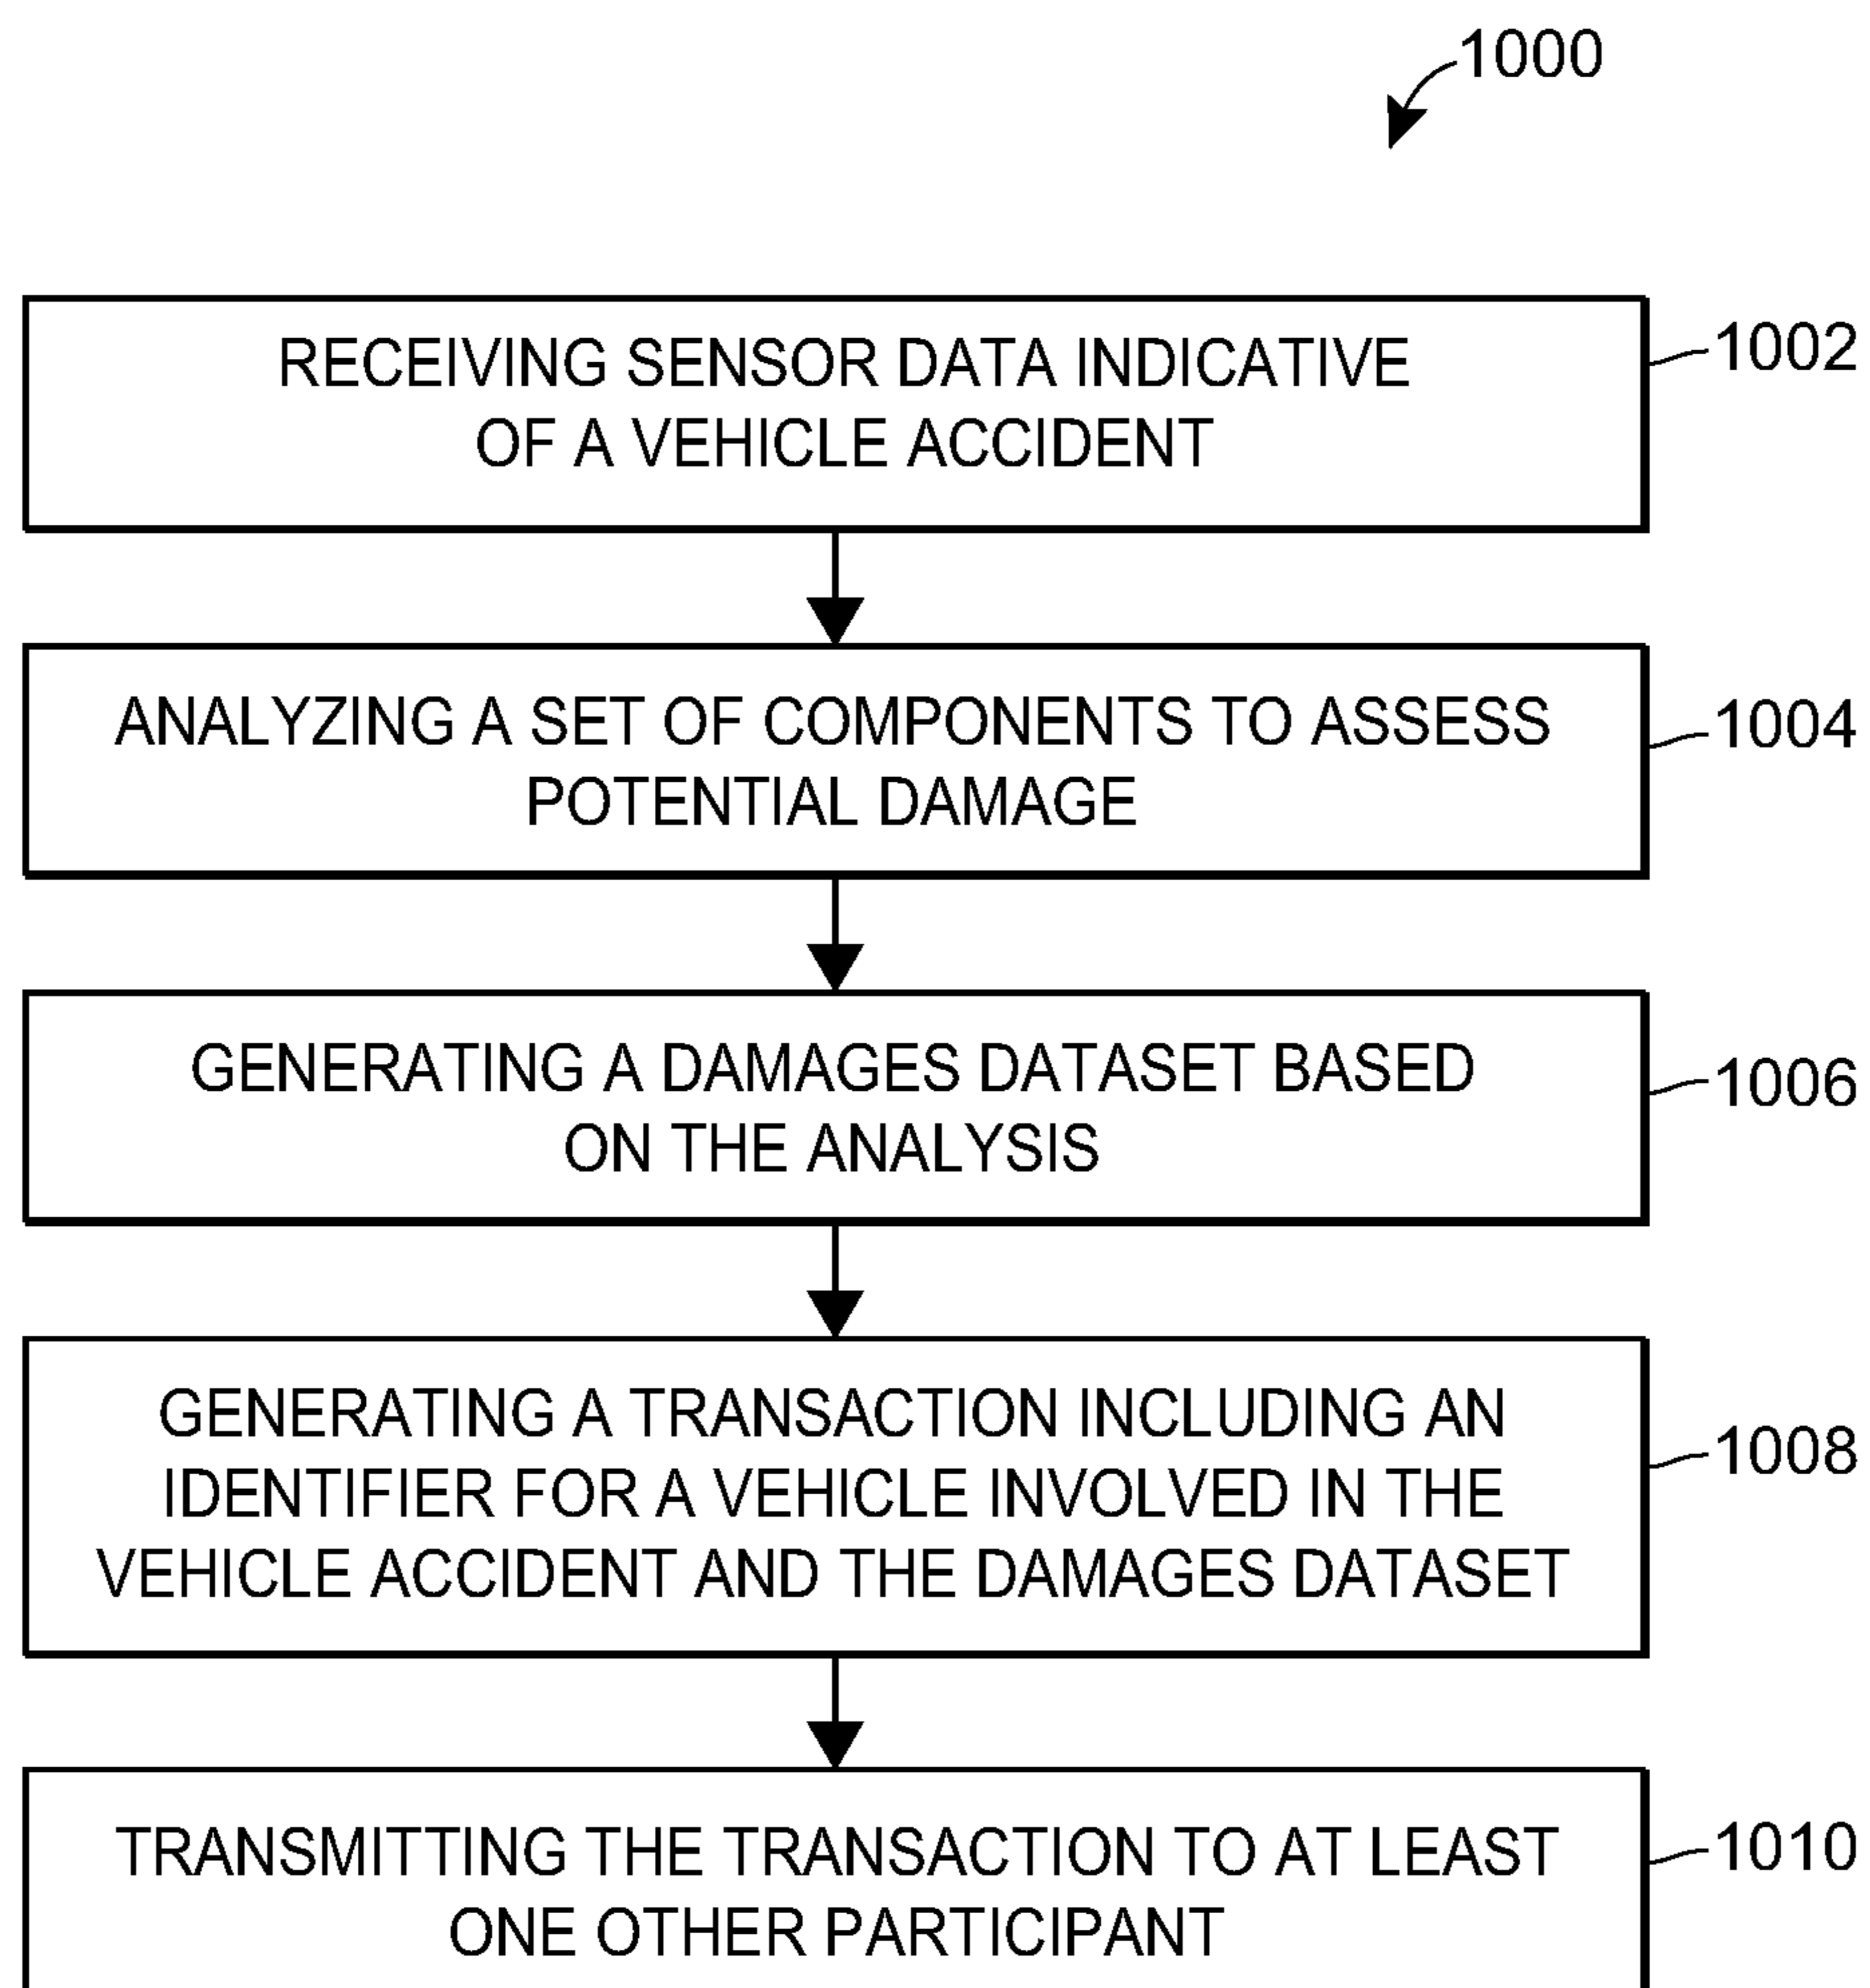 1000
RECEIVING SENSOR DATA INDICATIVE
OF A VEHICLE ACCIDENT
1002
ANALYZING A SET OF COMPONENTS TO ASSESS
POTENTIAL DAMAGE
1004
GENERATING A DAMAGES DATASET BASED
ON THE ANALYSIS
1006
GENERATING A TRANSACTION INCLUDING AN
IDENTIFIER FOR A VEHICLE INVOLVED IN THE
VEHICLE ACCIDENT AND THE DAMAGES DATASET
1008
TRANSMITTING THE TRANSACTION TO AT LEAST
ONE OTHER PARTICIPANT
1010